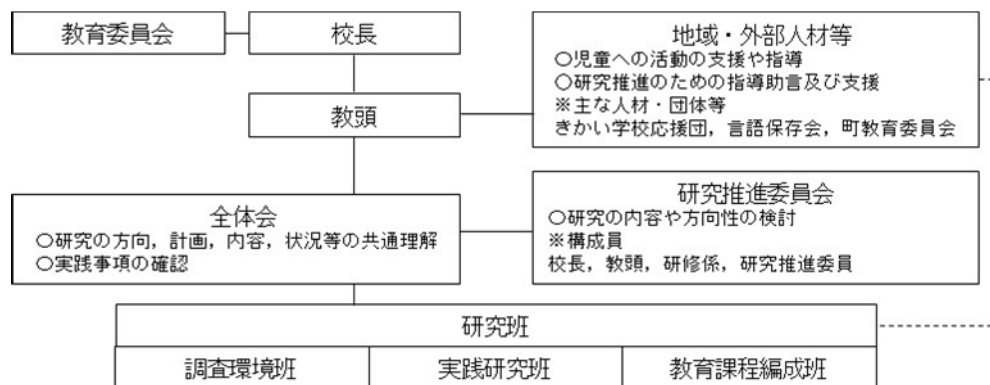 教育委員会
校長
教頭
地域・外部人材等
○児童への活動の支援や指導
○研究推進のための指導助言及び支援
※主な人材・団体等
きかい学校応援団，言語保存会，町教育委員会
全体会
○研究の方向，計画，内容，状況等の共通理解
○実践事項の確認
研究推進委員会
○研究の内容や方向性の検討
※構成員
校長，教頭，研修係，研究推進委員
研究班
調査環境班
実践研究班
教育課程編成班